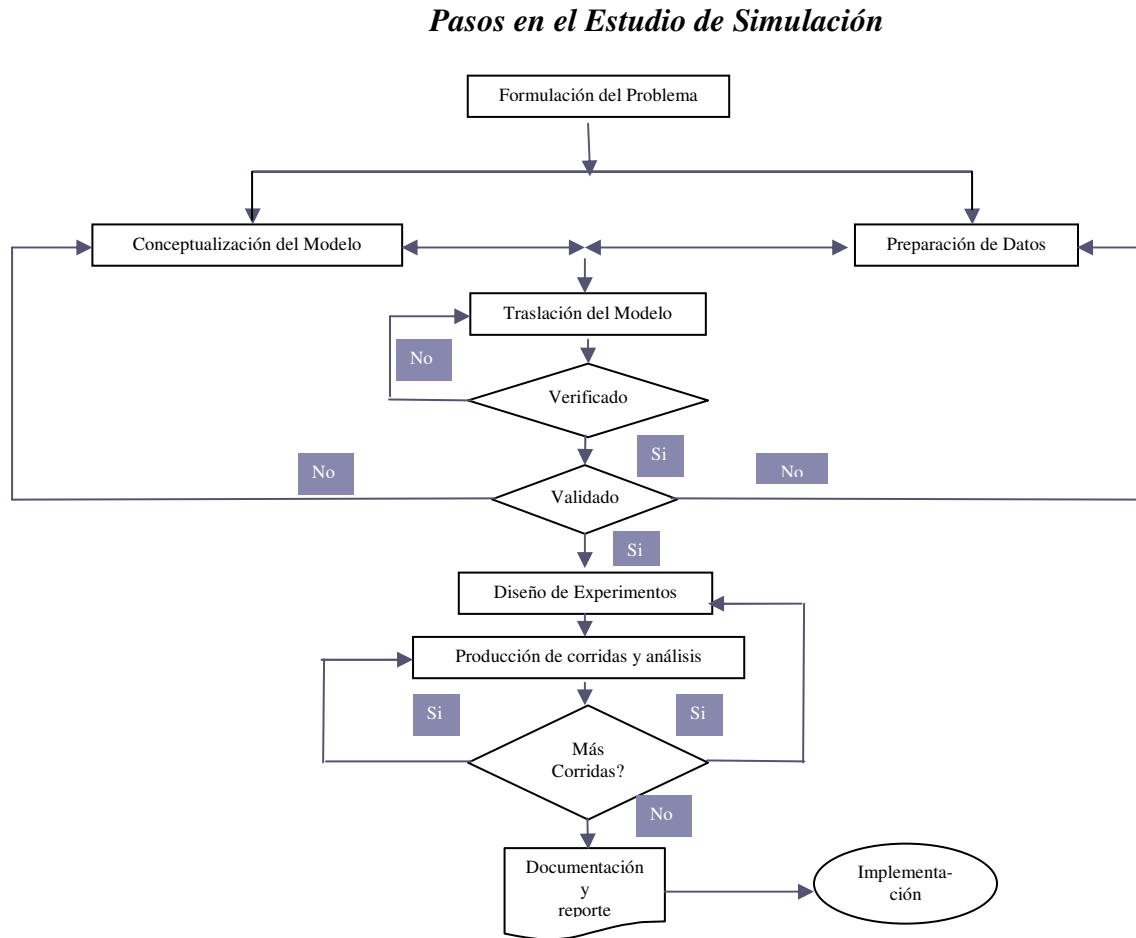 Pasos en el Estudio de Simulación
Formulación del Problema
Conceptualización del Modelo
Preparación de Datos
Traslación del Modelo
No
Verificado
Si
No
No
Validado
Si
Diseño de Experimentos
Producción de corridas y análisis
Si
Si
Más
Corridas?
No
Documentación
y
reporte
Implementa-
ción